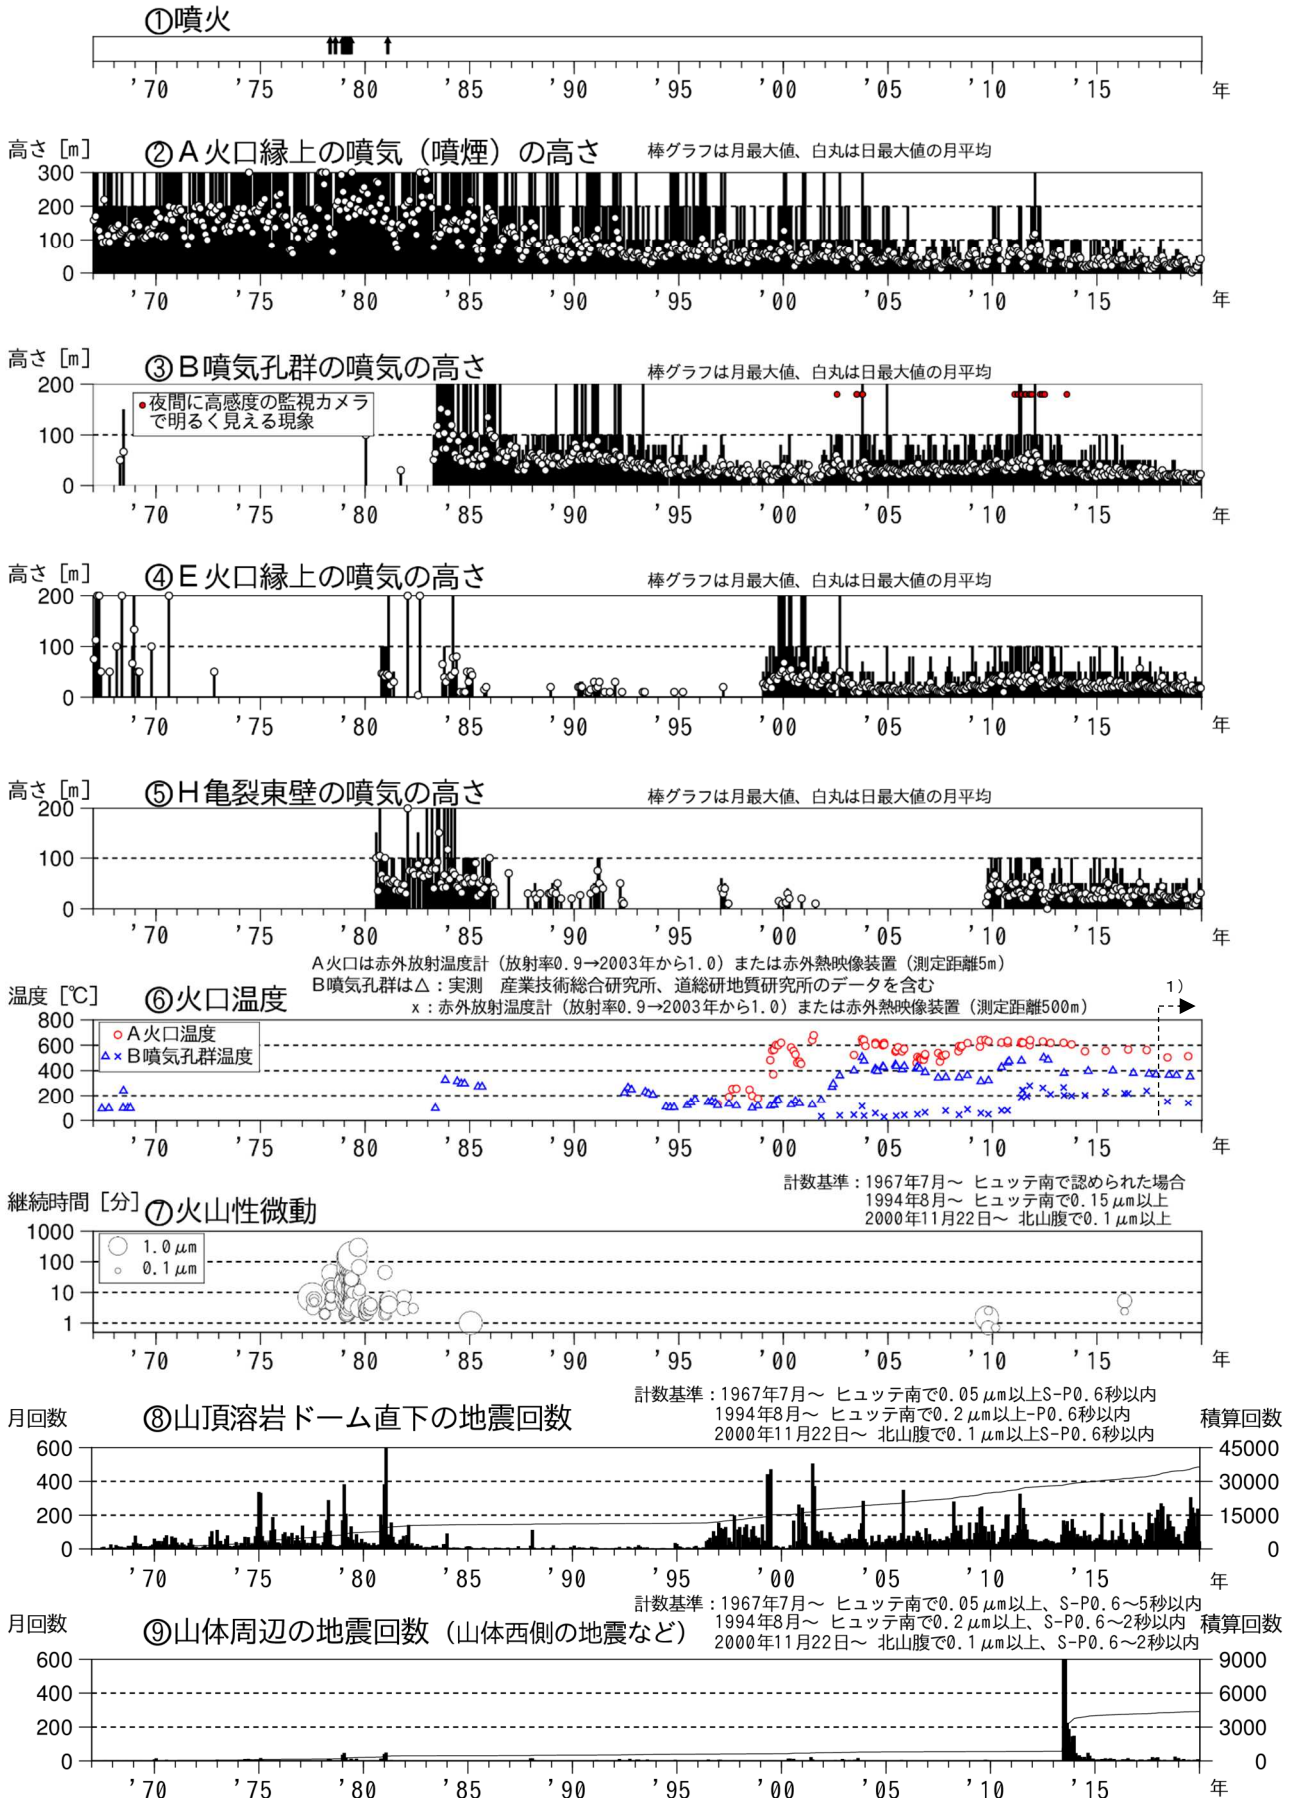 ①噴火
'70 '75 '80 '85 '90 '95 '00 '05 '10 '15 年
高さ [m] ②A火口縁上の噴気（噴煙）の高さ 棒グラフは月最大値、白丸は日最大値の月平均
300
200
100
0
'70 '75 '80 '85 '90 '95 '00 '05 '10 '15 年
高さ [m] ③B噴気孔群の噴気の高さ 棒グラフは月最大値、白丸は日最大値の月平均
200
夜間に高感度の監視カメラ
で明るく見える現象
100
0
'70 '75 '80 '85 '90 '95 '00 '05 '10 '15 年
高さ [m] ④E火口縁上の噴気の高さ 棒グラフは月最大値、白丸は日最大値の月平均
200
100
0
'70 '75 '80 '85 '90 '95 '00 '05 '10 '15 年
高さ [m] ⑤H亀裂東壁の噴気の高さ 棒グラフは月最大値、白丸は日最大値の月平均
200
100
0
'70 '75 '80 '85 '90 '95 '00 '05 '10 '15 年
A火口は赤外放射温度計（放射率0.9→2003年から1.0）または赤外熱映像装置（測定距離5m）
B噴気孔群は△：実測 産業技術総合研究所、道総研地質研究所のデータを含む
温度 [℃] ⑥火口温度 x：赤外放射温度計（放射率0.9→2003年から1.0）または赤外熱映像装置（測定距離500m） 1)
800
○A火口温度
600
△×B噴気孔群温度
400
200
0
'70 '75 '80 '85 '90 '95 '00 '05 '10 '15 年
計数基準：1967年7月～ ヒュッテ南で認められた場合
1994年8月～ ヒュッテ南で0.15μm以上
2000年11月22日～ 北山腹で0.1μm以上
継続時間 [分] ⑦火山性微動
1000
1.0μm
100
0.1μm
10
1
'70 '75 '80 '85 '90 '95 '00 '05 '10 '15 年
計数基準：1967年7月～ ヒュッテ南で0.05μm以上S-P0.6秒以内
1994年8月～ ヒュッテ南で0.2μm以上-P0.6秒以内
2000年11月22日～ 北山腹で0.1μm以上S-P0.6秒以内
月回数 ⑧山頂溶岩ドーム直下の地震回数 積算回数
600 45000
400 30000
200 15000
0 0
'70 '75 '80 '85 '90 '95 '00 '05 '10 '15 年
計数基準：1967年7月～ ヒュッテ南で0.05μm以上、S-P0.6～5秒以内
1994年8月～ ヒュッテ南で0.2μm以上、S-P0.6～2秒以内
2000年11月22日～ 北山腹で0.1μm以上、S-P0.6～2秒以内
月回数 ⑨山体周辺の地震回数（山体西側の地震など） 積算回数
600 9000
400 6000
200 3000
0 0
'70 '75 '80 '85 '90 '95 '00 '05 '10 '15 年